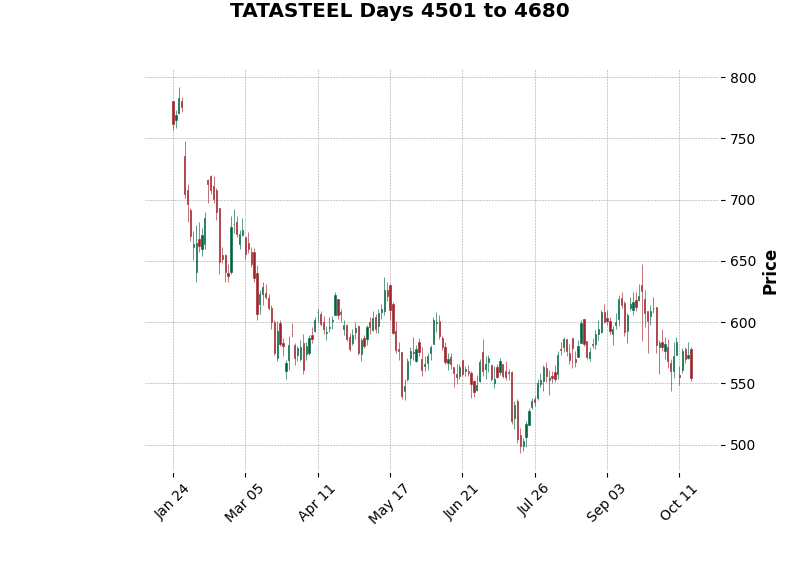 TATASTEEL Days 4501 to 4680
800
750
700
650
600
550
500
Price
Jan 24
Mar 05
Apr 11
May 17
Jun 21
Jul 26
Sep 03
Oct 11